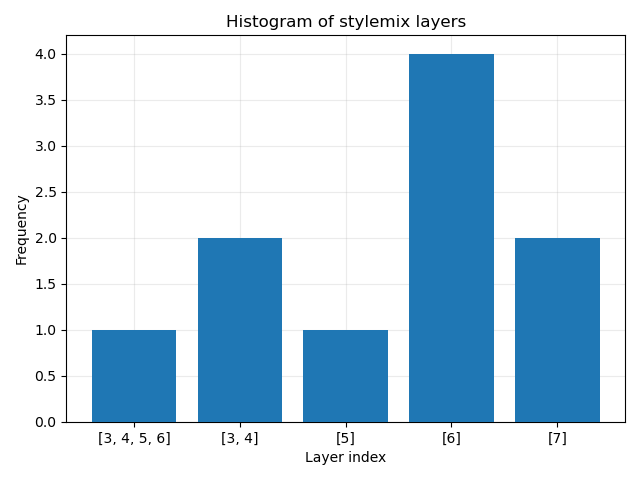 Histogram of stylemix layers
4.0
3.5
3.0
2.5
2.0
1.5
1.0
0.5
0.0
Frequency
[3, 4, 5, 6] [3, 4] [5] [6] [7]
Layer index